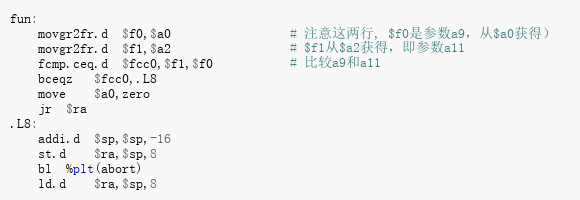 fun:
    movgr2fr.d  $f0,$a0                # 注意这两行, $f0是参数a9，从$a0获得）
    movgr2fr.d  $f1,$a2                # $f1从$a2获得，即参数a11
    fcmp.ceq.d  $fcc0,$f1,$f0          # 比较a9和a11
    bceqz   $fcc0,.L8
    move    $a0,zero
    jr  $ra
.L8:
    addi.d  $sp,$sp,-16
    st.d    $ra,$sp,8
    bl  %plt(abort)
    ld.d    $ra,$sp,8